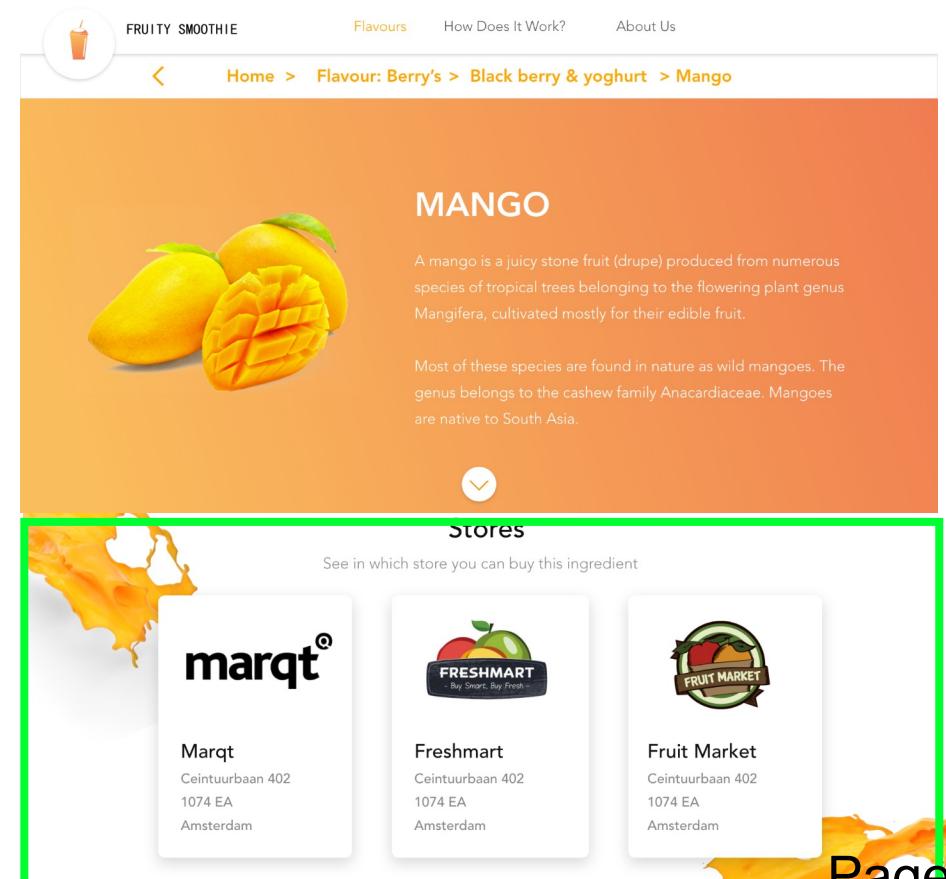 FRUITY SMOOTHIE
Flavours How Does It Work? About Us
Home > Flavour: Berry’s > Black berry & yoghurt > Mango
MANGO
A mango is a juicy stone fruit (drupe) produced from numerous
species of tropical trees belonging to the flowering plant genus
Mangifera, cultivated mostly for their edible fruit.
Most of these species are found in nature as wild mangoes. The
genus belongs to the cashew family Anacardiaceae. Mangoes
are native to South Asia.
Stores
See in which store you can buy this ingredient
marqt
FRESHMART
- Buy Smart, Buy Fresh -
FRUIT MARKET
Marqt
Ceintuurbaan 402
1074 EA
Amsterdam
Freshmart
Ceintuurbaan 402
1074 EA
Amsterdam
Fruit Market
Ceintuurbaan 402
1074 EA
Amsterdam
Page